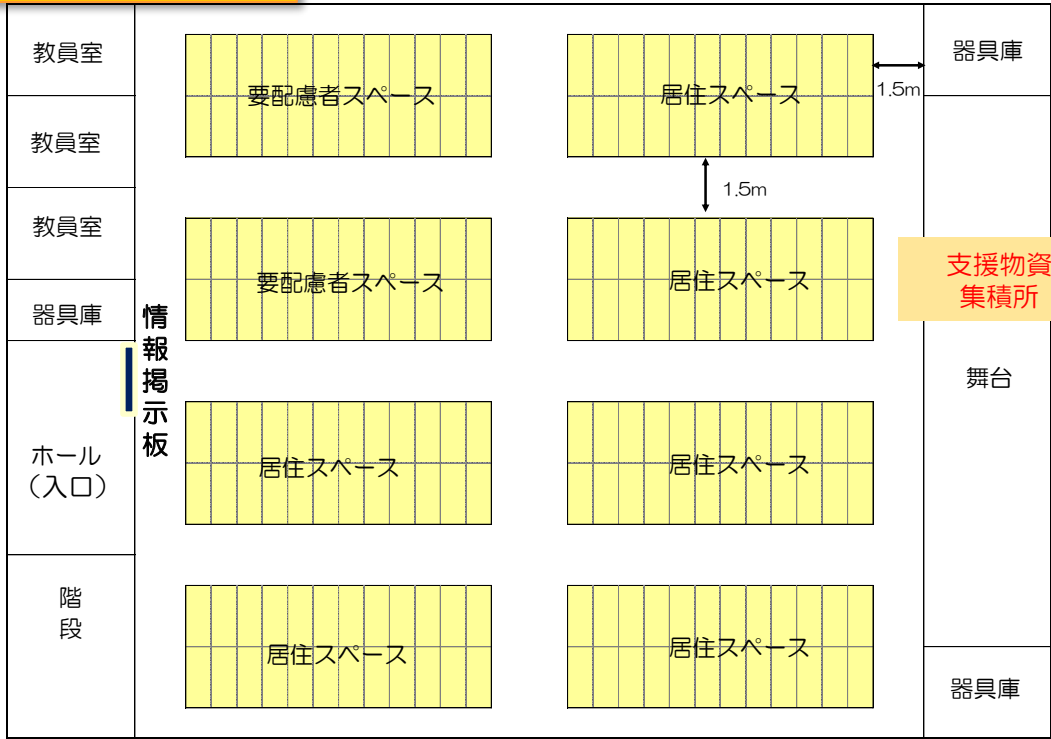 教員室
教員室
教員室
器具庫
ホール
（入口）
階
段
情
報
掲
示
板
要配慮者スペース
居住スペース
1.5m
器具庫
1.5m
要配慮者スペース
居住スペース
支援物資
集積所
舞台
居住スペース
居住スペース
居住スペース
居住スペース
器具庫